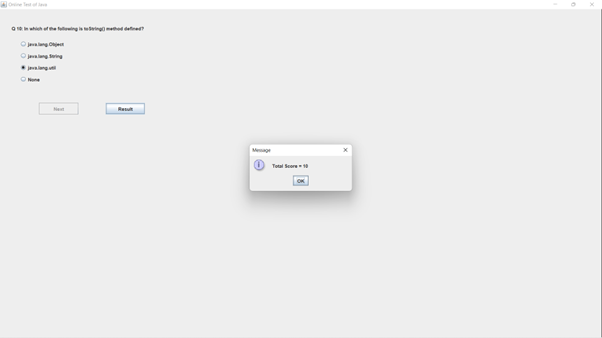 Online Test of Java
Q 10: In which of the following is toString() method defined?
java.lang.Object
java.lang.String
java.lang.util
None
Next
Result
Message
Total Score = 10
OK